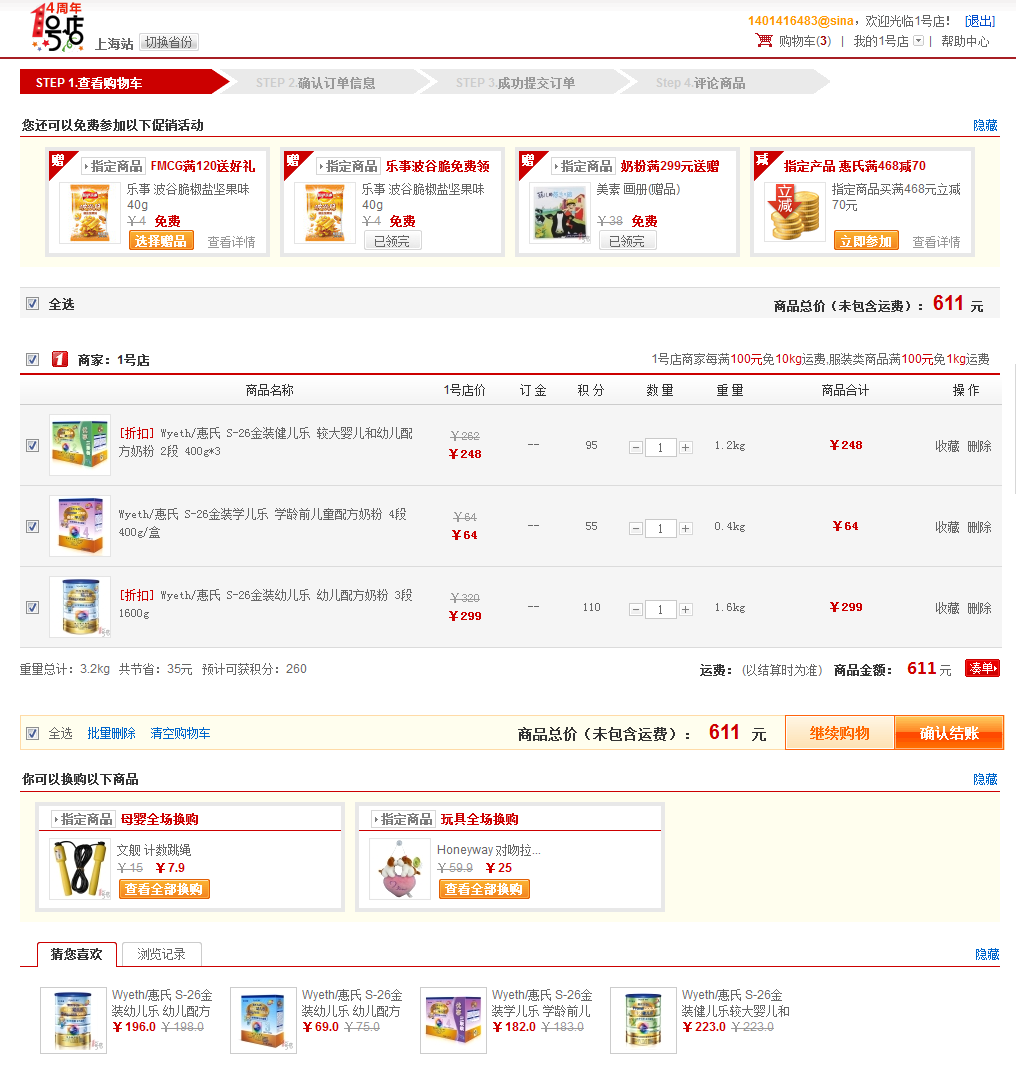 4周年
1号店
上海站 切换省份
1401416483@sina，欢迎光临1号店！ [退出]
购物车(3) | 我的1号店 | 帮助中心
STEP 1.查看购物车 STEP 2.确认订单信息 STEP 3.成功提交订单 Step 4.评论商品
您还可以免费参加以下促销活动 隐藏
赠 指定商品 FMCG满120送好礼
乐事 波谷脆椒盐坚果味
40g
￥4 免费
选择赠品 查看详情
赠 指定商品 乐事波谷脆免费领
乐事 波谷脆椒盐坚果味
40g
￥4 免费
已领完
赠 指定商品 奶粉满299元送赠
美素 画册(赠品)
￥38 免费
已领完
减 指定产品 惠氏满468减70
立减
指定商品买满468元立减
70元
立即参加 查看详情
全选 商品总价（未包含运费）： 611 元
1 商家：1号店 1号店商家每满100元免10kg运费,服装类商品满100元免1kg运费
商品名称 1号店价 订 金 积 分 数 量 重 量 商品合计 操 作
[折扣] Wyeth/惠氏 S-26金装健儿乐 较大婴儿和幼儿配
方奶粉 2段 400g*3
￥262
￥248
-- 95 − 1 + 1.2kg ￥248 收藏 删除
Wyeth/惠氏 S-26金装学儿乐 学龄前儿童配方奶粉 4段
400g/盒
￥64
￥64
-- 55 − 1 + 0.4kg ￥64 收藏 删除
[折扣] Wyeth/惠氏 S-26金装幼儿乐 幼儿配方奶粉 3段
1600g
￥320
￥299
-- 110 − 1 + 1.6kg ￥299 收藏 删除
重量总计：3.2kg 共节省：35元 预计可获积分：260 运费：(以结算时为准) 商品金额： 611 元 凑单
全选 批量删除 清空购物车 商品总价（未包含运费）： 611 元 继续购物 确认结账
你可以换购以下商品 隐藏
指定商品 母婴全场换购
文舰 计数跳绳
￥15 ￥7.9
查看全部换购
指定商品 玩具全场换购
Honeyway 对吻拉...
￥59.9 ￥25
查看全部换购
猜您喜欢 浏览记录 隐藏
Wyeth/惠氏 S-26金
装幼儿乐 幼儿配方
￥196.0 ￥198.0
Wyeth/惠氏 S-26金
装幼儿乐 幼儿配方
￥69.0 ￥75.0
Wyeth/惠氏 S-26金
装学儿乐 学龄前儿
￥182.0 ￥183.0
Wyeth/惠氏 S-26金
装健儿乐较大婴儿和
￥223.0 ￥223.0